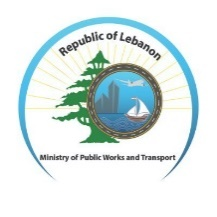 Republic of Lebanon
Ministry of Public Works and Transport